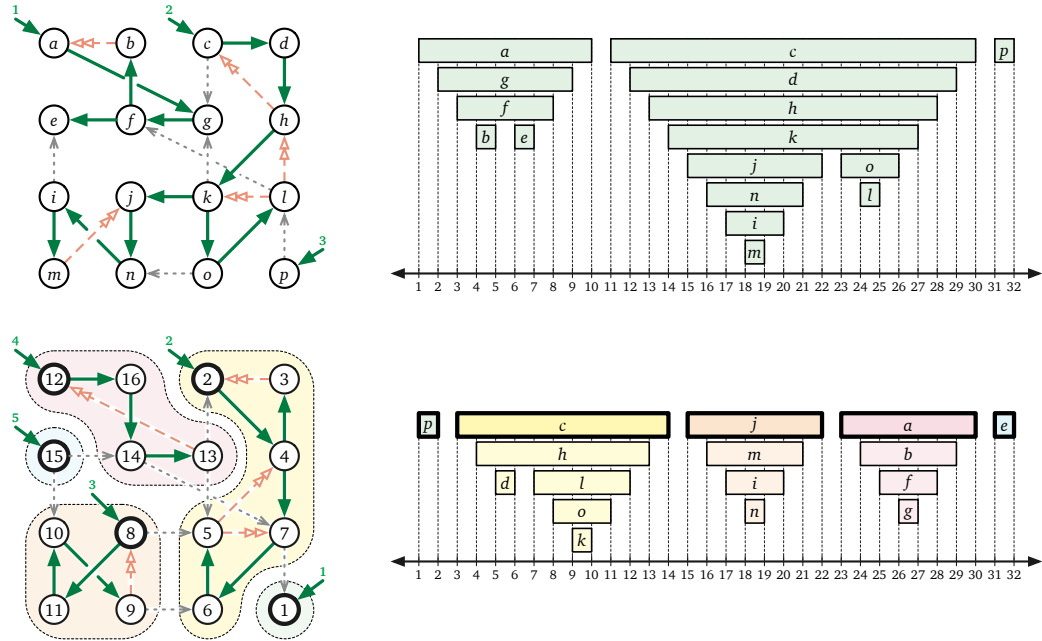 1 2
a b c d
e f g h
i j k l
3
m n o p
a c p
g d
f h
b e k
j o
n l
i
m
1 2 3 4 5 6 7 8 9 10 11 12 13 14 15 16 17 18 19 20 21 22 23 24 25 26 27 28 29 30 31 32
4 2
12 16 2 3
5
15 14 13 4
3
10 8 5 7
1
11 9 6 1
p c j a e
h m b
d l i f
o n g
k
1 2 3 4 5 6 7 8 9 10 11 12 13 14 15 16 17 18 19 20 21 22 23 24 25 26 27 28 29 30 31 32